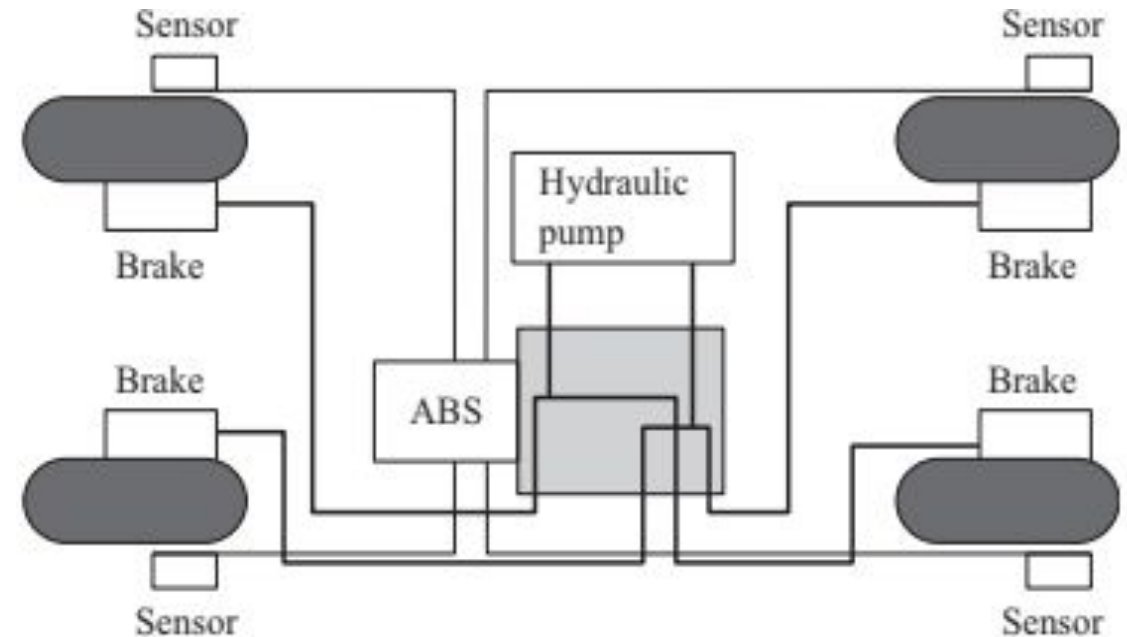 Sensor
Sensor
Hydraulic
pump
Brake
Brake
Brake
Brake
ABS
Sensor
Sensor